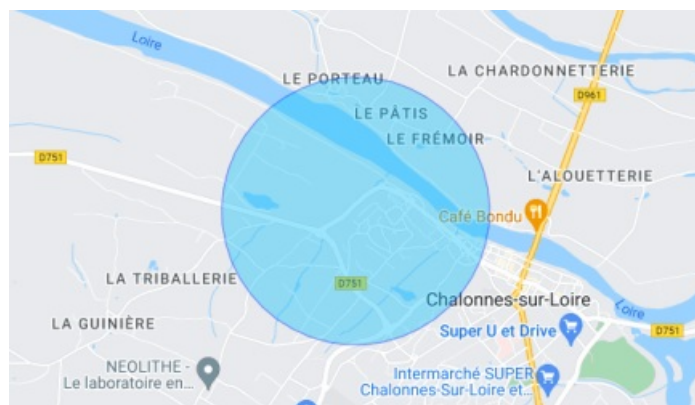 Loire
LE PORTEAU
LA CHARDONNETTERIE
D961
LE PÂTIS
LE FRÉMOIR
D751
L'ALOUETTERIE
Café Bondu
LA TRIBALLERIE
D751
Chalonnes-sur-Loire
Loire
LA GUINIÈRE
Super U et Drive
D751
NEOLITHE -
Le laboratoire en...
Intermarché SUPER
Chalonnes-Sur-Loire et...